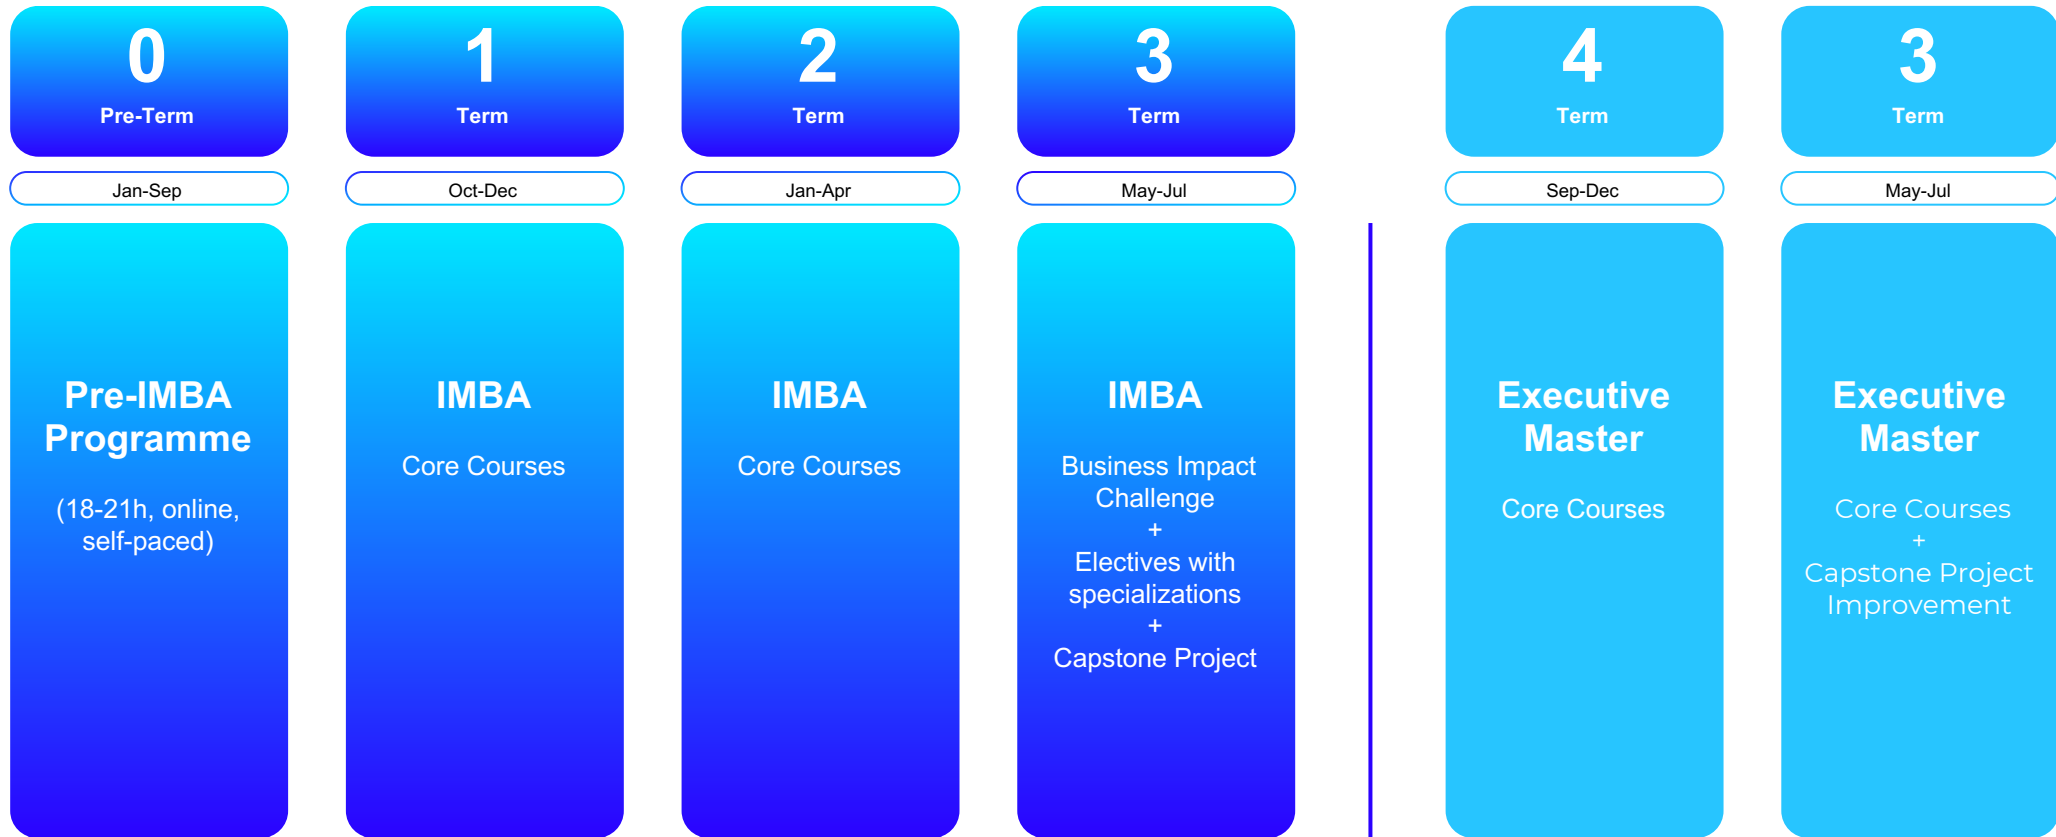 0
Pre-Term
Jan-Sep
Pre-IMBA
Programme
(18-21h, online,
self-paced)
1
Term
Oct-Dec
IMBA
Core Courses
2
Term
Jan-Apr
IMBA
Core Courses
3
Term
May-Jul
IMBA
Business Impact
Challenge
+
Electives with
specializations
+
Capstone Project
4
Term
Sep-Dec
Executive
Master
Core Courses
3
Term
May-Jul
Executive
Master
Core Courses
+
Capstone Project
Improvement